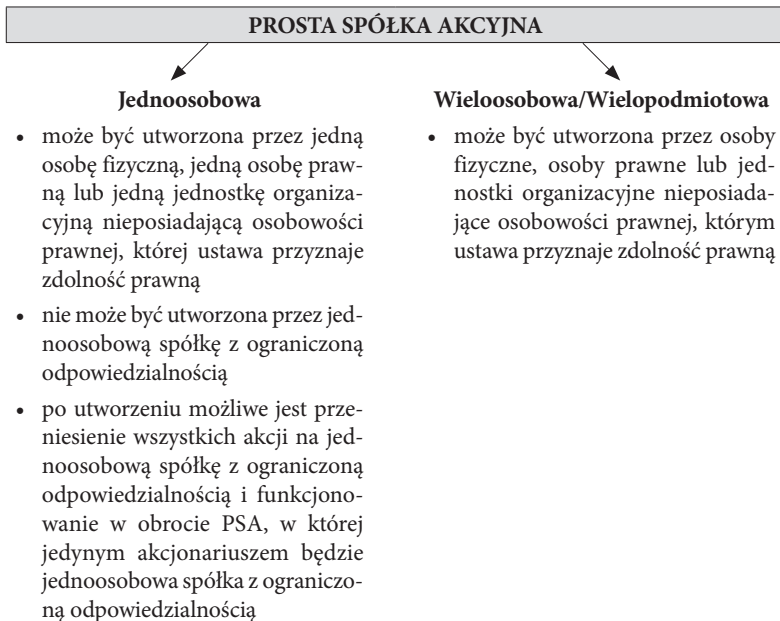 PROSTA SPÓŁKA AKCYJNA
Jednoosobowa
• może być utworzona przez jedną
osobę fizyczną, jedną osobę praw-
ną lub jedną jednostkę organiza-
cyjną nieposiadającą osobowości
prawnej, której ustawa przyznaje
zdolność prawną
• nie może być utworzona przez jed-
noosobową spółkę z ograniczoną
odpowiedzialnością
• po utworzeniu możliwe jest prze-
niesienie wszystkich akcji na jed-
noosobową spółkę z ograniczoną
odpowiedzialnością i funkcjono-
wanie w obrocie PSA, w której
jedynym akcjonariuszem będzie
jednoosobowa spółka z ograniczo-
ną odpowiedzialnością
Wieloosobowa/Wielopodmiotowa
• może być utworzona przez osoby
fizyczne, osoby prawne lub jed-
nostki organizacyjne nieposiada-
jące osobowości prawnej, którym
ustawa przyznaje zdolność prawną